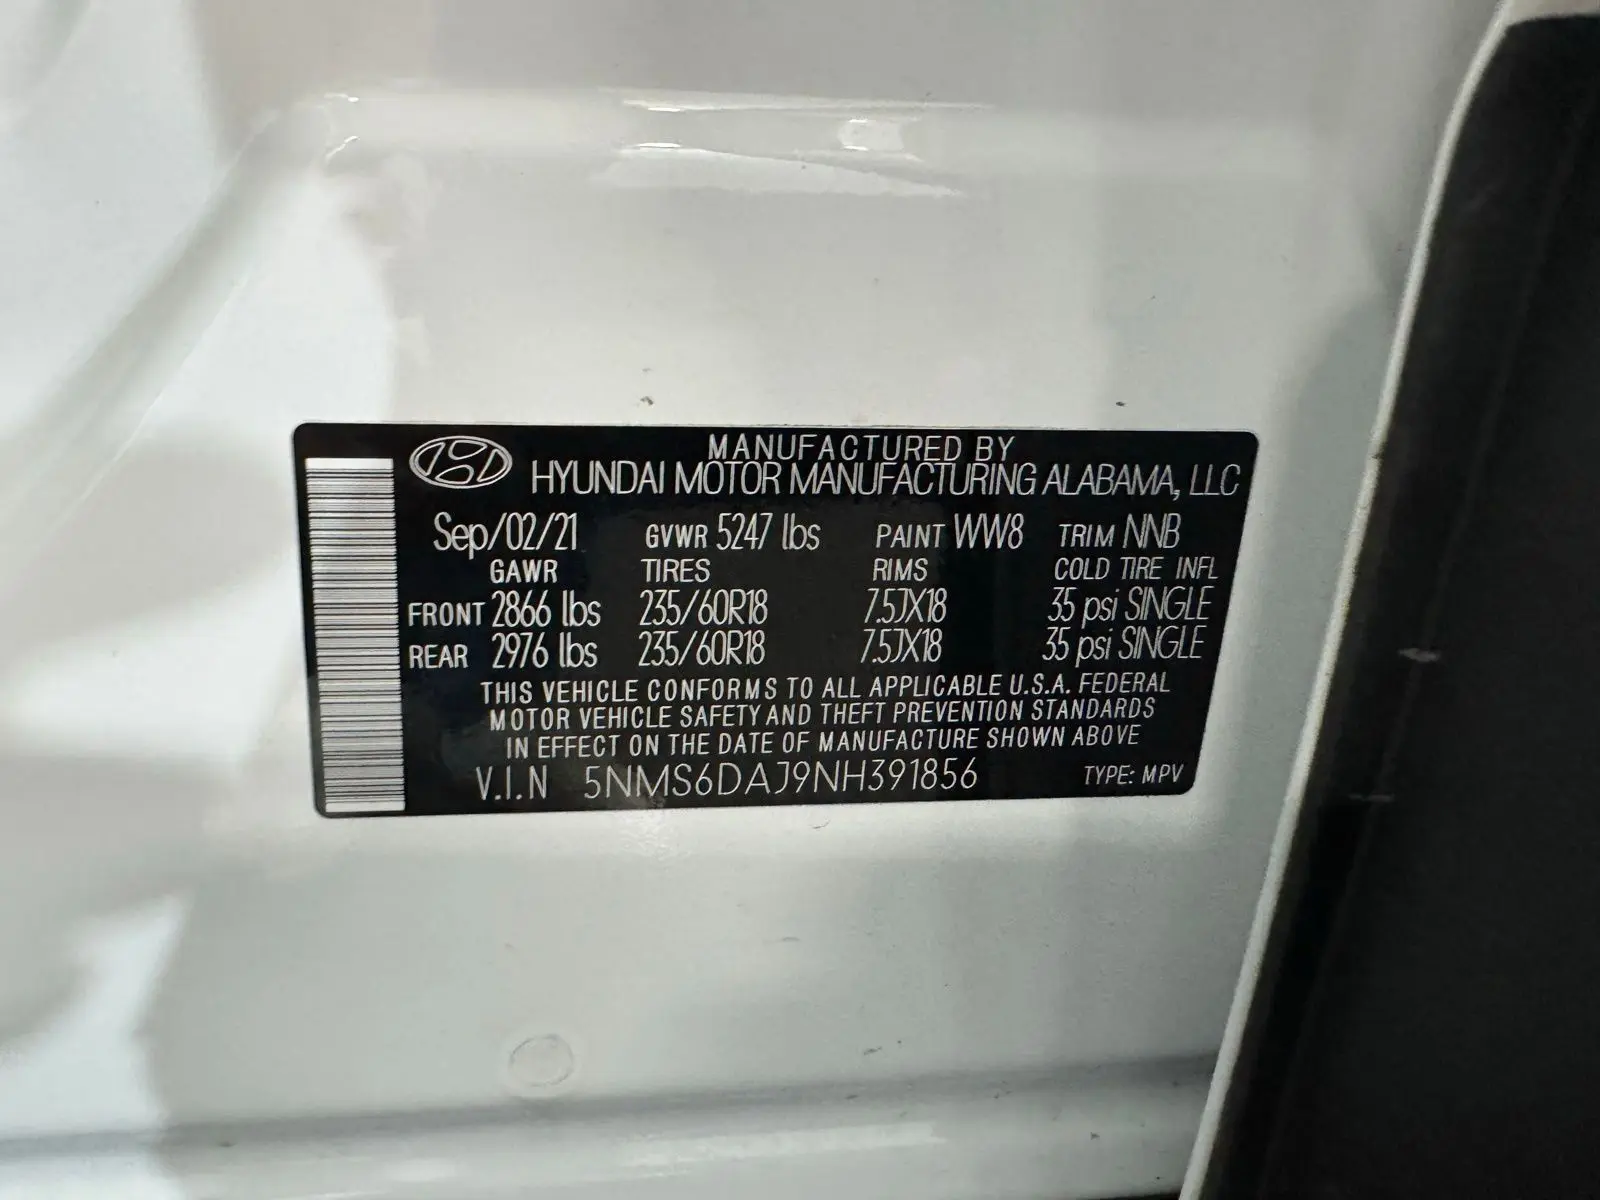 MANUFACTURED BY
HYUNDAI MOTOR MANUFACTURING ALABAMA, LLC
Sep/02/21 GVWR 5247 lbs PAINT WW8 TRIM NNB
GAWR TIRES RIMS COLD TIRE INFL
FRONT 2866 lbs 235/60R18 7.5JX18 35 psi SINGLE
REAR 2976 lbs 235/60R18 7.5JX18 35 psi SINGLE
THIS VEHICLE CONFORMS TO ALL APPLICABLE U.S.A. FEDERAL
MOTOR VEHICLE SAFETY AND THEFT PREVENTION STANDARDS
IN EFFECT ON THE DATE OF MANUFACTURE SHOWN ABOVE
V.I.N 5NMS6DAJ9NH391856 TYPE: MPV